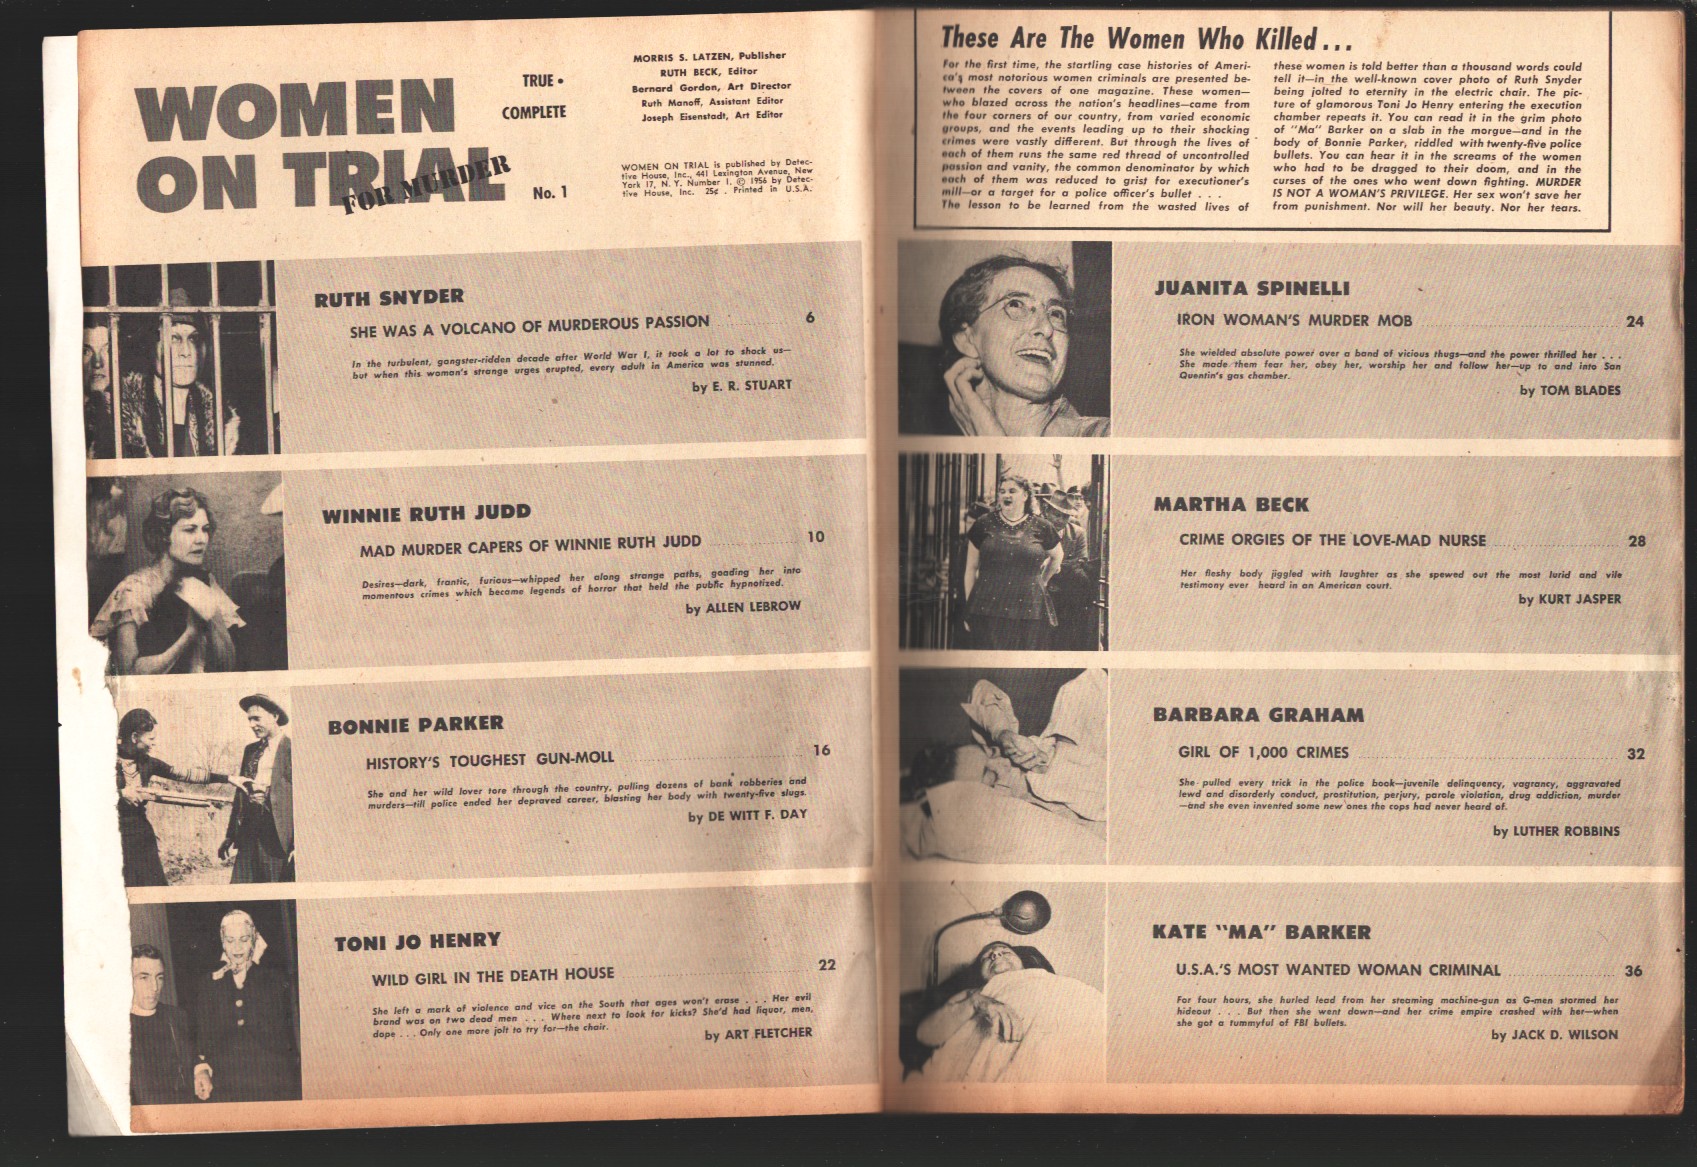 WOMEN
ON TRIAL
FOR MURDER
TRUE •
COMPLETE
No. 1
MORRIS S. LATZEN, Publisher
RUTH BECK, Editor
Bernard Gordon, Art Director
Ruth Manoff, Assistant Editor
Joseph Eisenstadt, Art Editor
WOMEN ON TRIAL is published by Detec-
tive House, Inc., 441 Lexington Avenue, New
York 17, N. Y. Number 1. © 1956 by Detec-
tive House, Inc. 25¢. Printed in U.S.A.
RUTH SNYDER
SHE WAS A VOLCANO OF MURDEROUS PASSION ............ 6
In the turbulent, gangster-ridden decade after World War I, it took a lot to shock us—
but when this woman's strange urges erupted, every adult in America was stunned.
by E. R. STUART
WINNIE RUTH JUDD
MAD MURDER CAPERS OF WINNIE RUTH JUDD ............ 10
Desires—dark, frantic, furious—whipped her along strange paths, goading her into
momentous crimes which became legends of horror that held the public hypnotized.
by ALLEN LEBROW
BONNIE PARKER
HISTORY'S TOUGHEST GUN-MOLL ............ 16
She and her wild lover tore through the country, pulling dozens of bank robberies and
murders—till police ended her depraved career, blasting her body with twenty-five slugs.
by DE WITT F. DAY
TONI JO HENRY
WILD GIRL IN THE DEATH HOUSE ............ 22
She left a mark of violence and vice on the South that ages won't erase . . . Her evil
brand was on two dead men . . . Where next to look for kicks? She'd had liquor, men,
dope . . . Only one more jolt to try for—the chair.
by ART FLETCHER
These Are The Women Who Killed...
For the first time, the startling case histories of Ameri-
ca's most notorious women criminals are presented be-
tween the covers of one magazine. These women—
who blazed across the nation's headlines—came from
the four corners of our country, from varied economic
groups, and the events leading up to their shocking
crimes were vastly different. But through the lives of
each of them runs the same red thread of uncontrolled
passion and vanity, the common denominator by which
each of them was reduced to grist for executioner's
mill—or a target for a police officer's bullet . . .
The lesson to be learned from the wasted lives of
these women is told better than a thousand words could
tell it—in the well-known cover photo of Ruth Snyder
being jolted to eternity in the electric chair. The pic-
ture of glamorous Toni Jo Henry entering the execution
chamber repeats it. You can read it in the grim photo
of "Ma" Barker on a slab in the morgue—and in the
body of Bonnie Parker, riddled with twenty-five police
bullets. You can hear it in the screams of the women
who had to be dragged to their doom, and in the
curses of the ones who went down fighting. MURDER
IS NOT A WOMAN'S PRIVILEGE. Her sex won't save her
from punishment. Nor will her beauty. Nor her tears.
JUANITA SPINELLI
IRON WOMAN'S MURDER MOB ............ 24
She wielded absolute power over a band of vicious thugs—and the power thrilled her . . .
She made them fear her, obey her, worship her and follow her—up to and into San
Quentin's gas chamber.
by TOM BLADES
MARTHA BECK
CRIME ORGIES OF THE LOVE-MAD NURSE ............ 28
Her fleshy body jiggled with laughter as she spewed out the most lurid and vile
testimony ever heard in an American court.
by KURT JASPER
BARBARA GRAHAM
GIRL OF 1,000 CRIMES ............ 32
She pulled every trick in the police book—juvenile delinquency, vagrancy, aggravated
lewd and disorderly conduct, prostitution, perjury, parole violation, drug addiction, murder
—and she even invented some new ones the cops had never heard of.
by LUTHER ROBBINS
KATE "MA" BARKER
U.S.A.'S MOST WANTED WOMAN CRIMINAL ............ 36
For four hours, she hurled lead from her steaming machine-gun as G-men stormed her
hideout . . . But then she went down—and her crime empire crashed with her—when
she got a tummyful of FBI bullets.
by JACK D. WILSON